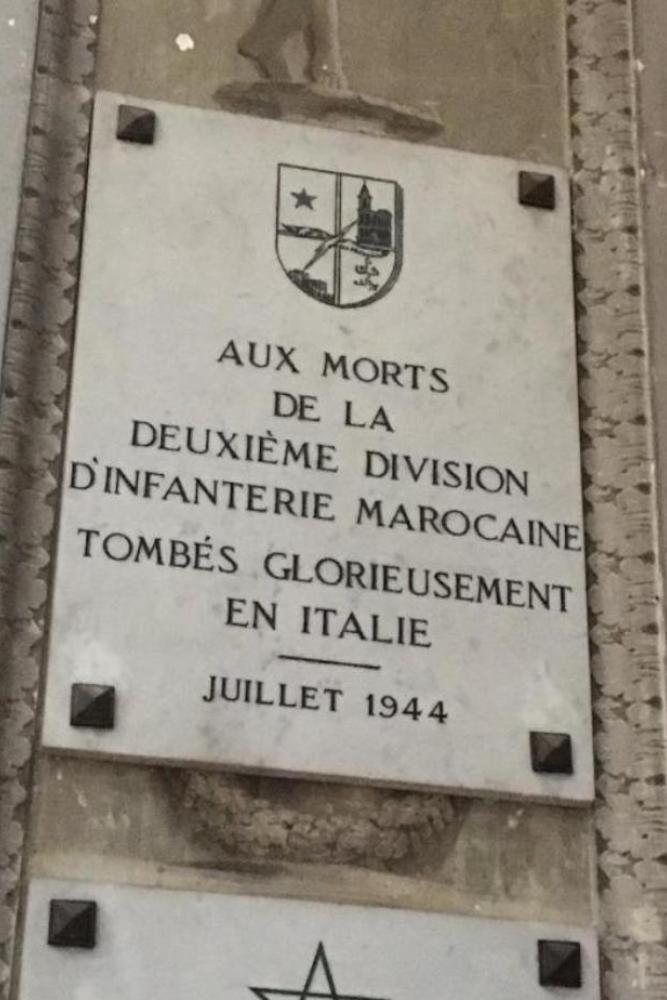 AUX MORTS
DE LA
DEUXIÈME DIVISION
D'INFANTERIE MAROCAINE
TOMBÉS GLORIEUSEMENT
EN ITALIE
JUILLET 1944